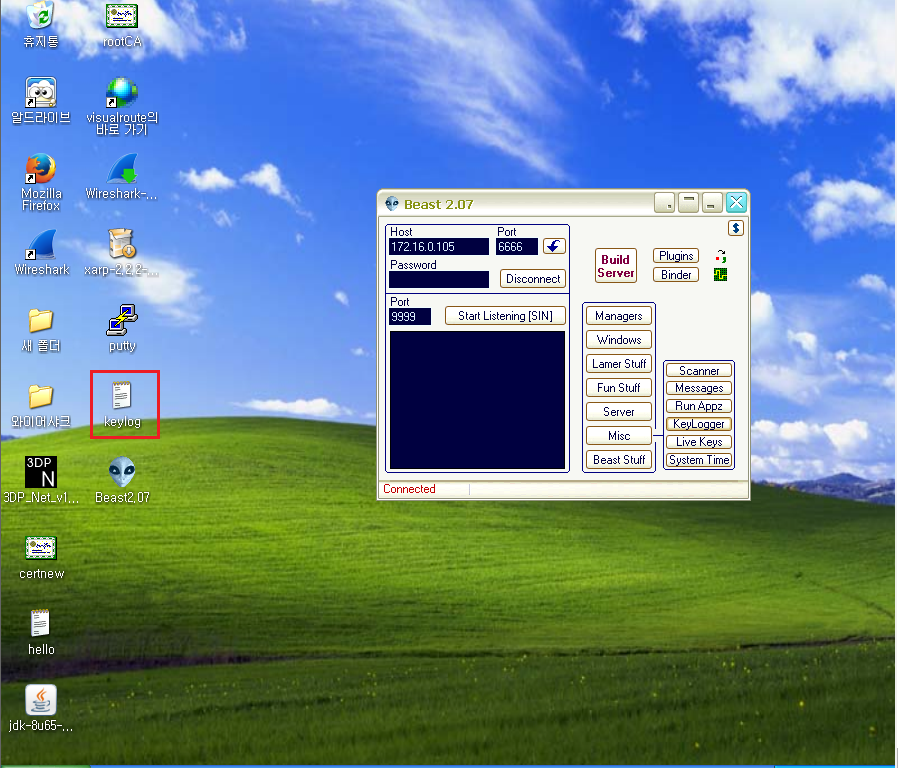 휴지통
rootCA
알드라이브
visualroute의
바로 가기
Mozilla
Firefox
Wireshark-...
Wireshark
xarp-2,2,2-...
새 폴더
putty
와이어샤크
keylog
3DP
N
3DP_Net_v1,...
Beast2,07
certnew
hello
jdk-8u65-...
Beast 2.07
Host
Port
172.16.0.105
6666
Password
Disconnect
Port
9999
Start Listening [SIN]
Build
Server
Plugins
Binder
$
Managers
Windows
Lamer Stuff
Fun Stuff
Server
Misc
Beast Stuff
Scanner
Messages
Run Appz
KeyLogger
Live Keys
System Time
Connected